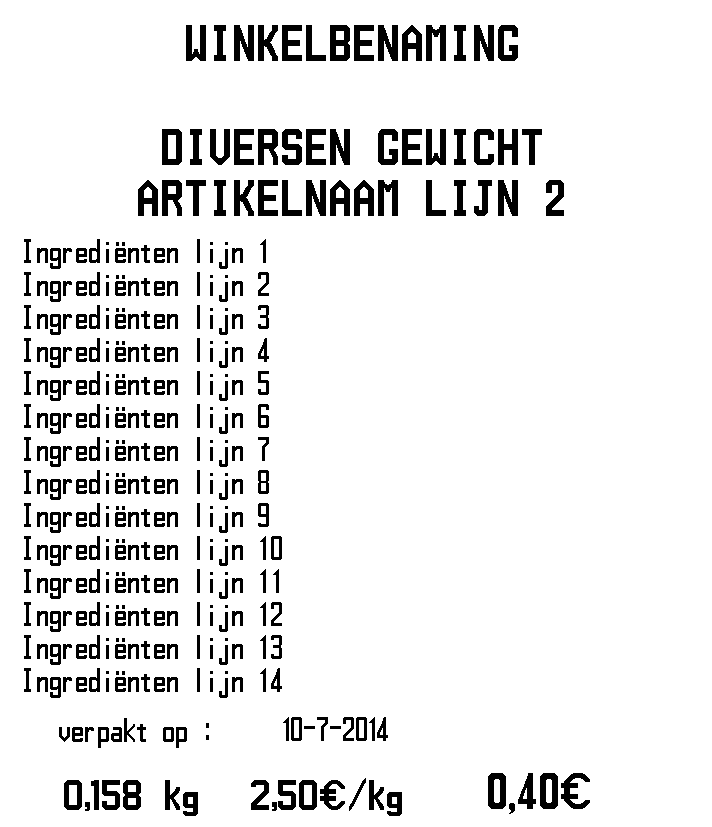 WINKELBENAMING
DIVERSEN GEWICHT
ARTIKELNAAM LIJN 2
Ingrediënten lijn 1
Ingrediënten lijn 2
Ingrediënten lijn 3
Ingrediënten lijn 4
Ingrediënten lijn 5
Ingrediënten lijn 6
Ingrediënten lijn 7
Ingrediënten lijn 8
Ingrediënten lijn 9
Ingrediënten lijn 10
Ingrediënten lijn 11
Ingrediënten lijn 12
Ingrediënten lijn 13
Ingrediënten lijn 14
verpakt op : 10-7-2014
0,158 kg 2,50€/kg 0,40€